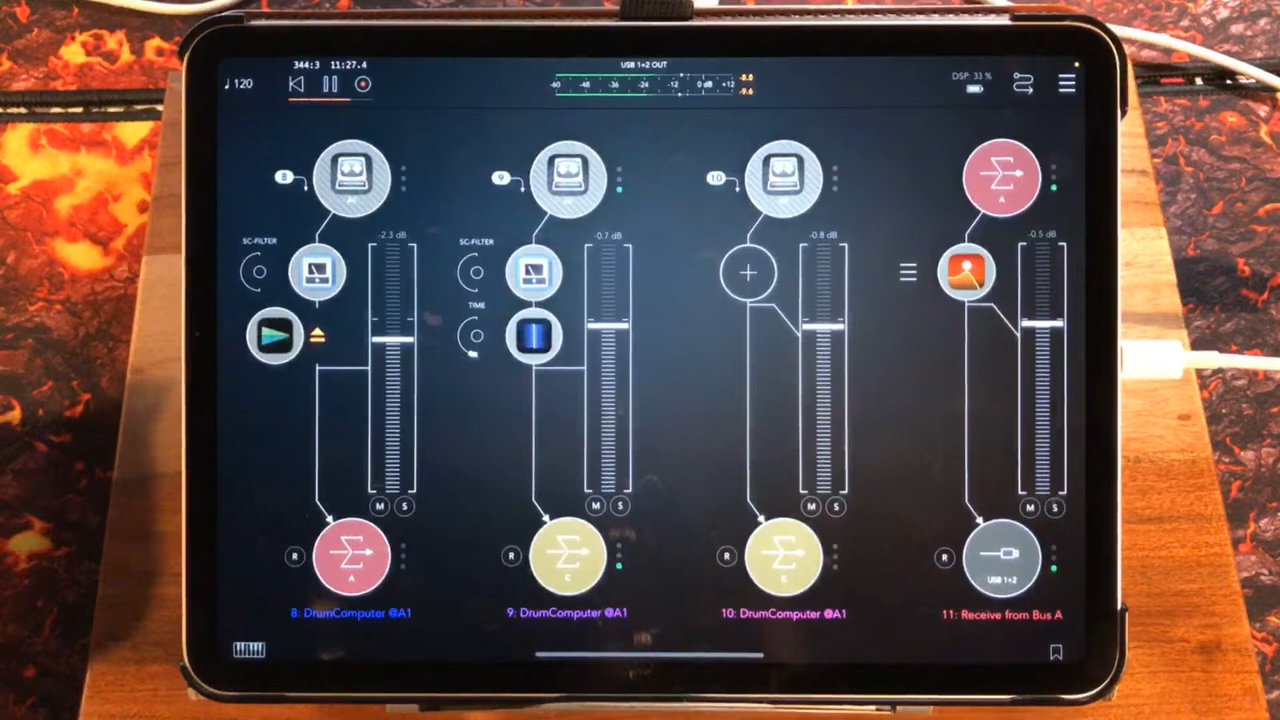 344:3 11:27.4
USB 1+2 OUT
♩ 120
-60 -48 -36 -24 -12 0 dB +12
-8.0
-9.6
DSP: 33 %
8
9
10
A
SC-FILTER
-2.3 dB
SC-FILTER
-0.7 dB
-0.8 dB
-0.5 dB
TIME
M S
M S
M S
M S
R
R
R
R
A
C
C
USB 1+2
8: DrumComputer @A1
9: DrumComputer @A1
10: DrumComputer @A1
11: Receive from Bus A